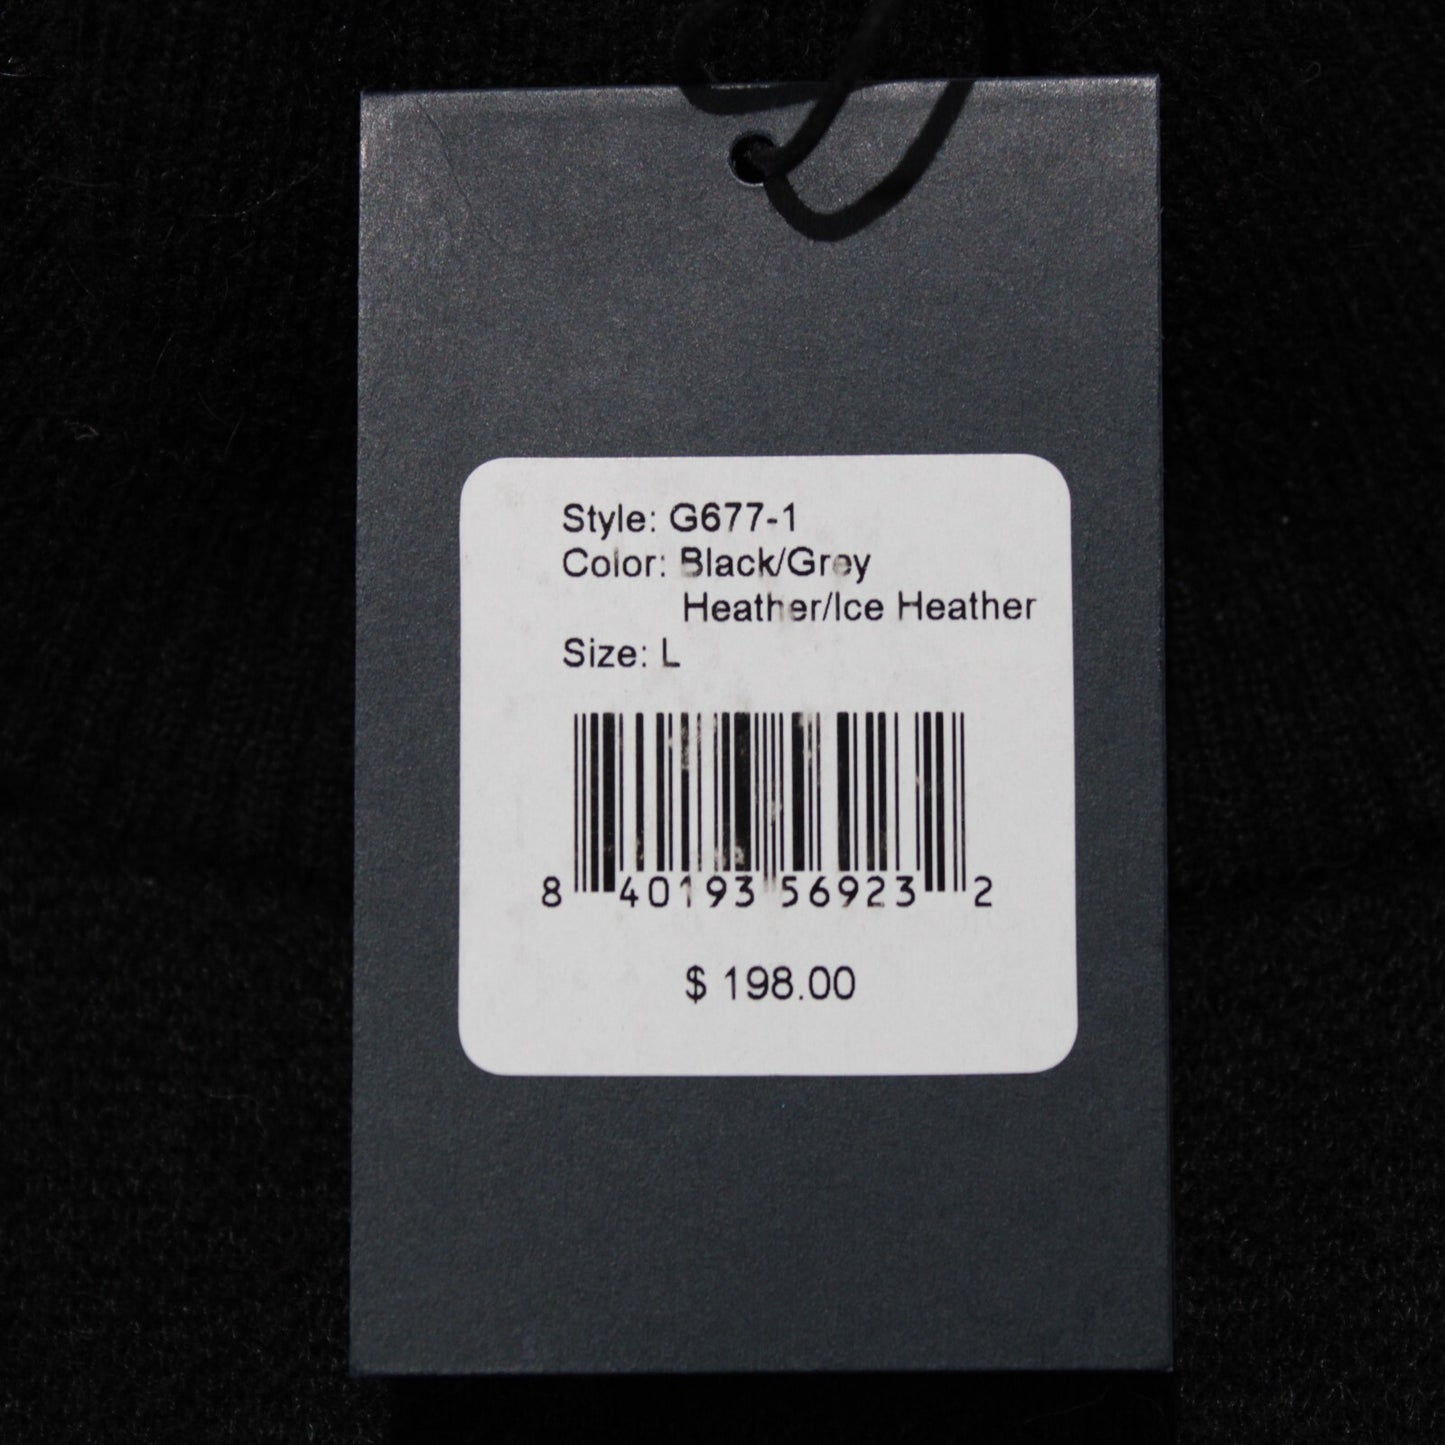 Style: G677-1
Color: Black/Grey
Heather/Ice Heather
Size: L
8 40193 56923 2
$ 198.00